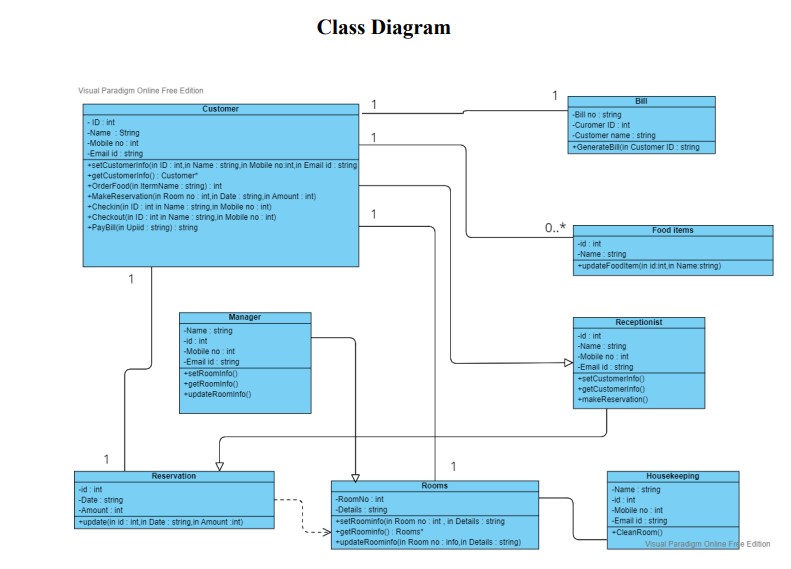 Class Diagram
Visual Paradigm Online Free Edition
Customer
- ID : int
-Name : String
-Mobile no : int
-Email id : string
+setCustomerInfo(in ID : int,in Name : string,in Mobile no:int,in Email id : string
+getCustomerInfo() : Customer*
+OrderFood(in ItermName : string) : int
+MakeReservation(in Room no : int,in Date : string,in Amount : int)
+Checkin(in ID : int in Name : string,in Mobile no : int)
+Checkout(in ID : int in Name : string,in Mobile no : int)
+PayBill(in Upiid : string) : string
1
1
Bill
-Bill no : string
-Curomer ID : int
-Customer name : string
+GenerateBill(in Customer ID : string
1
0..*
Food items
-id : int
-Name : string
+updateFoodItem(in id:int,in Name:string)
1
1
Manager
-Name : string
-id : int
-Mobile no : int
-Email id : string
+setRoomInfo()
+getRoomInfo()
+updateRoomInfo()
Receptionist
-id : int
-Name : string
-Mobile no : int
-Email id : string
+setCustomerInfo()
+getCustomerInfo()
+makeReservation()
1
1
Reservation
-id : int
-Date : string
-Amount : int
+update(in id : int,in Date : string,in Amount :int)
Rooms
-RoomNo : int
-Details : string
+setRoominfo(in Room no : int , in Details : string
+getRoominfo() : Rooms*
+updateRoominfo(in Room no : info,in Details : string)
Housekeeping
-Name : string
-id : int
-Mobile no : int
-Email id : string
+CleanRoom()
Visual Paradigm Online Free Edition